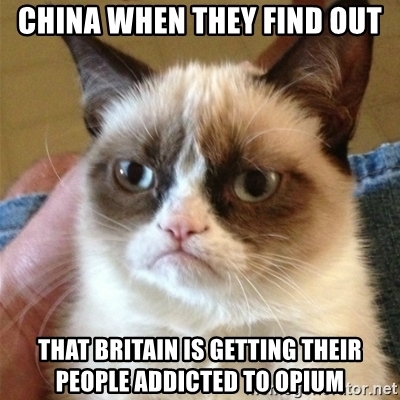 CHINA WHEN THEY FIND OUT
THAT BRITAIN IS GETTING THEIR
PEOPLE ADDICTED TO OPIUM